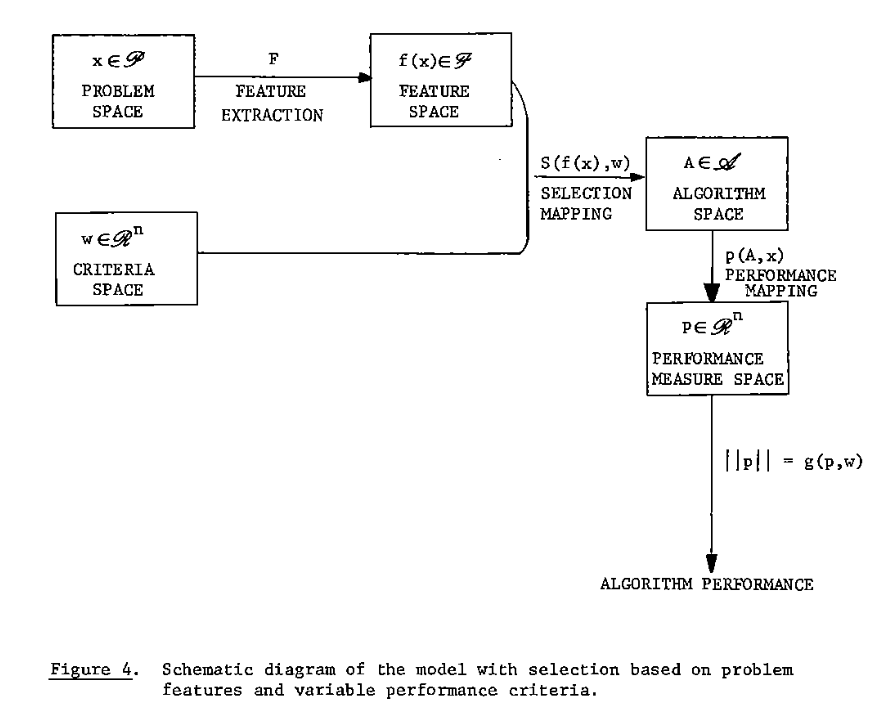 x ∈ 𝒫
PROBLEM
SPACE
F
FEATURE
EXTRACTION
f(x) ∈ ℱ
FEATURE
SPACE
w ∈ ℛⁿ
CRITERIA
SPACE
S(f(x),w)
SELECTION
MAPPING
A ∈ 𝒜
ALGORITHM
SPACE
p(A,x)
PERFORMANCE
MAPPING
p ∈ ℛⁿ
PERFORMANCE
MEASURE SPACE
||p|| = g(p,w)
ALGORITHM PERFORMANCE
Figure 4. Schematic diagram of the model with selection based on problem
features and variable performance criteria.